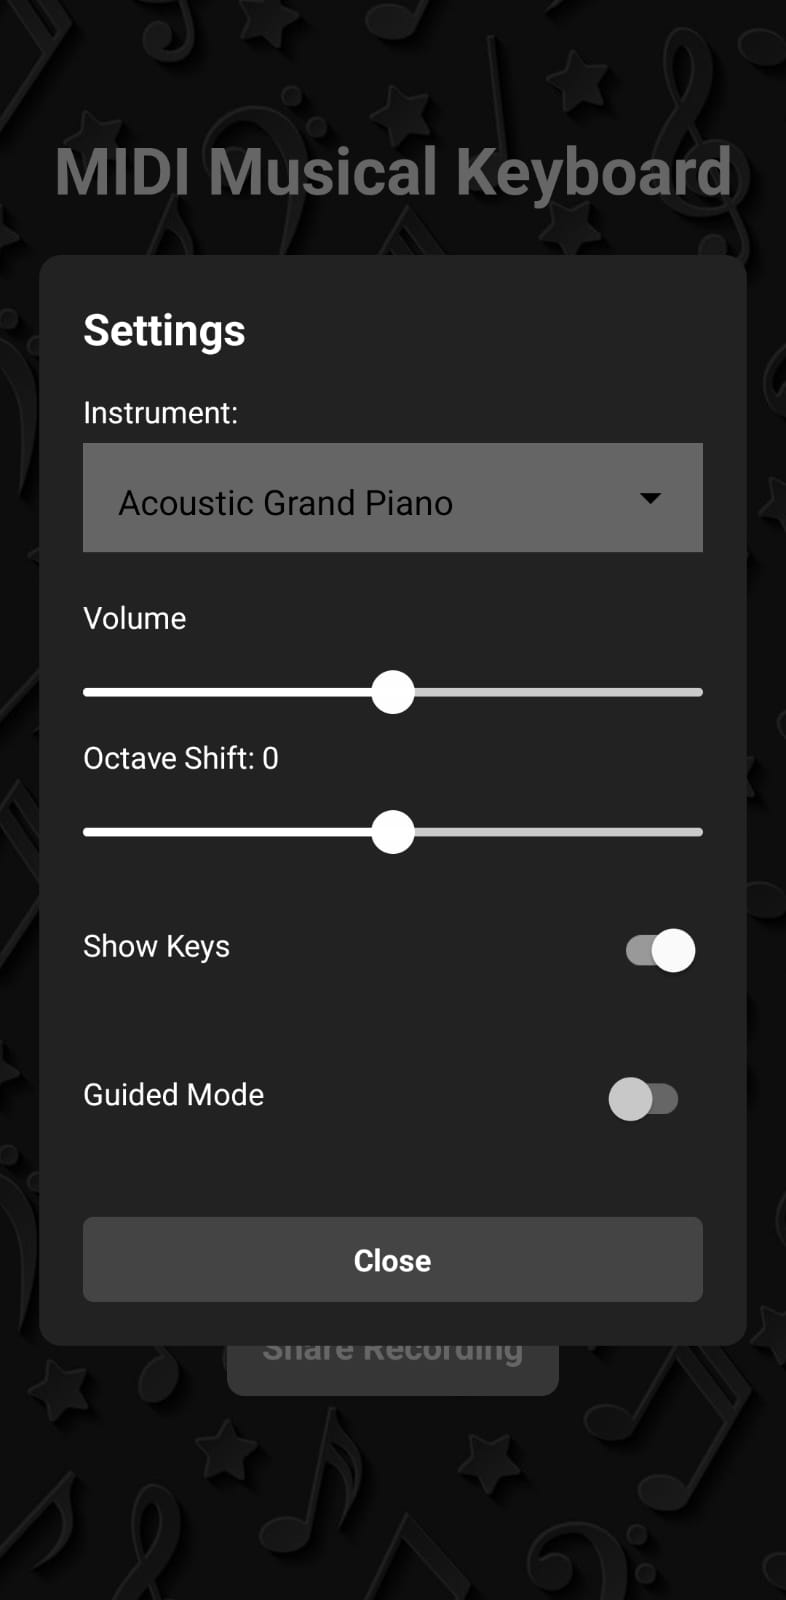 MIDI Musical Keyboard
Settings
Instrument:
Acoustic Grand Piano
Volume
Octave Shift: 0
Show Keys
Guided Mode
Close
Share Recording